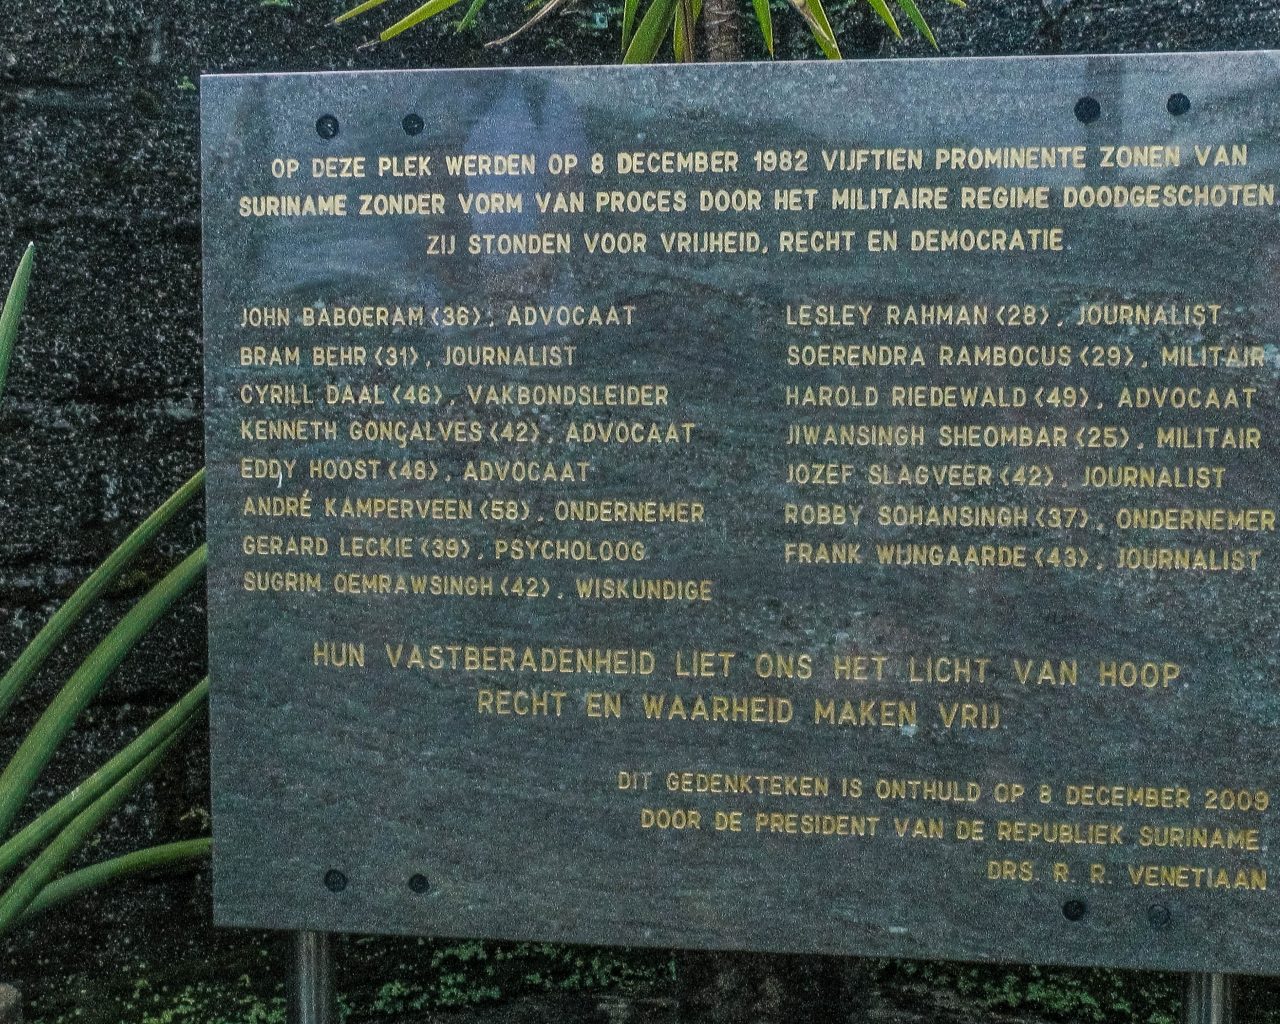 OP DEZE PLEK WERDEN OP 8 DECEMBER 1982 VIJFTIEN PROMINENTE ZONEN VAN
SURINAME ZONDER VORM VAN PROCES DOOR HET MILITAIRE REGIME DOODGESCHOTEN
ZIJ STONDEN VOOR VRIJHEID, RECHT EN DEMOCRATIE.
JOHN BABOERAM (36), ADVOCAAT
BRAM BEHR (31), JOURNALIST
CYRILL DAAL (46), VAKBONDSLEIDER
KENNETH GONÇALVES (42), ADVOCAAT
EDDY HOOST (48), ADVOCAAT
ANDRÉ KAMPERVEEN (58), ONDERNEMER
GERARD LECKIE (39), PSYCHOLOOG
SUGRIM OEMRAWSINGH (42), WISKUNDIGE
LESLEY RAHMAN (28), JOURNALIST
SOERENDRA RAMBOCUS (29), MILITAIR
HAROLD RIEDEWALD (49), ADVOCAAT
JIWANSINGH SHEOMBAR (25), MILITAIR
JOZEF SLAGVEER (42), JOURNALIST
ROBBY SOHANSINGH (37), ONDERNEMER
FRANK WIJNGAARDE (43), JOURNALIST
HUN VASTBERADENHEID LIET ONS HET LICHT VAN HOOP
RECHT EN WAARHEID MAKEN VRIJ.
DIT GEDENKTEKEN IS ONTHULD OP 8 DECEMBER 2009
DOOR DE PRESIDENT VAN DE REPUBLIEK SURINAME,
DRS. R. R. VENETIAAN